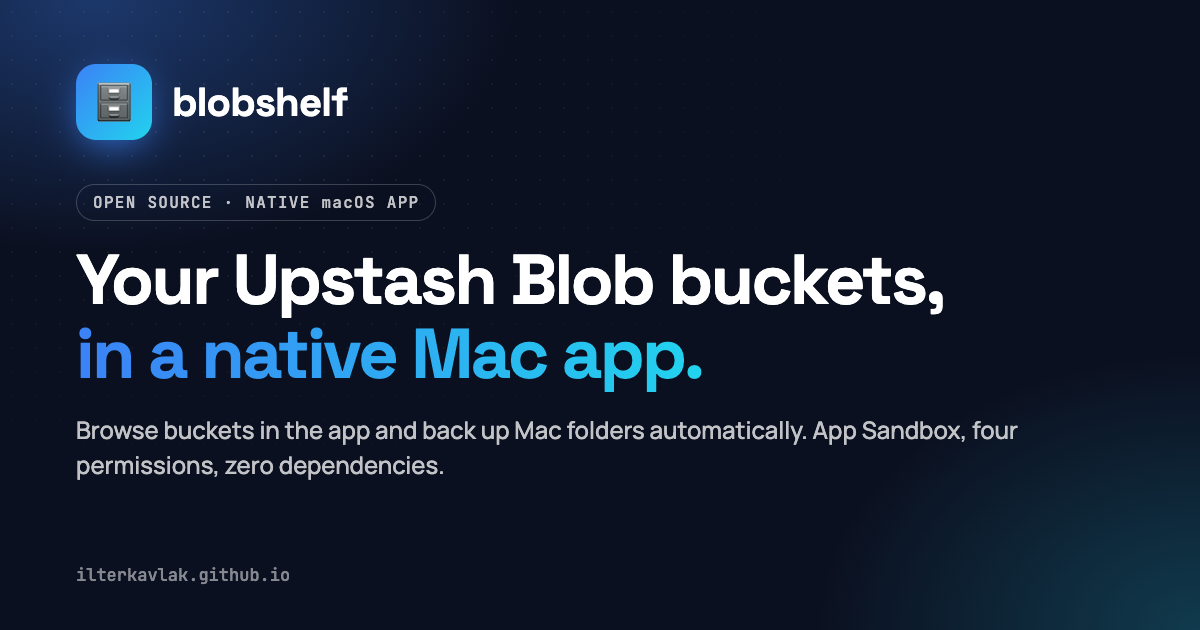 blobshelf
OPEN SOURCE · NATIVE macOS APP
Your Upstash Blob buckets,
in a native Mac app.
Browse buckets in the app and back up Mac folders automatically. App Sandbox, four
permissions, zero dependencies.
ilterkavlak.github.io